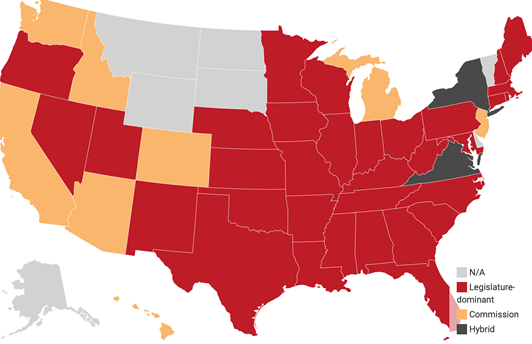 N/A
Legislature-
dominant
Commission
Hybrid